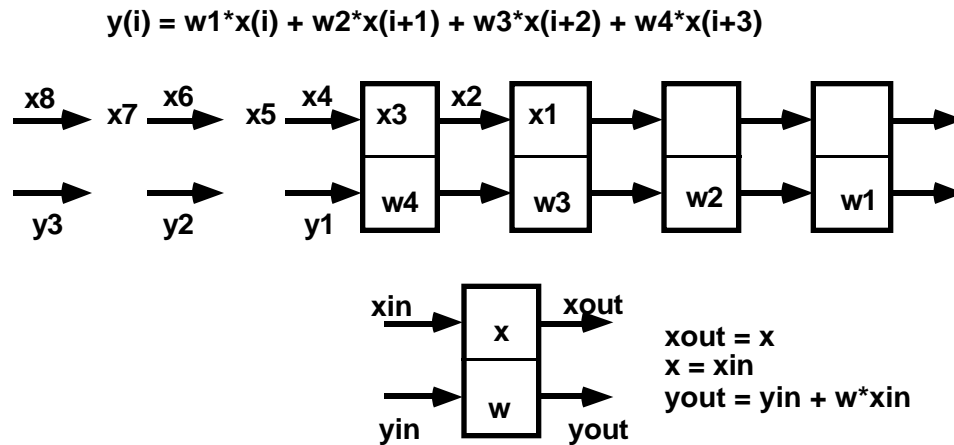 y(i) = w1*x(i) + w2*x(i+1) + w3*x(i+2) + w4*x(i+3)
x8 x7 x6 x5 x4 x3 x2 x1
y3 y2 y1 w4 w3 w2 w1
xin x xout
yin w yout
xout = x
x = xin
yout = yin + w*xin